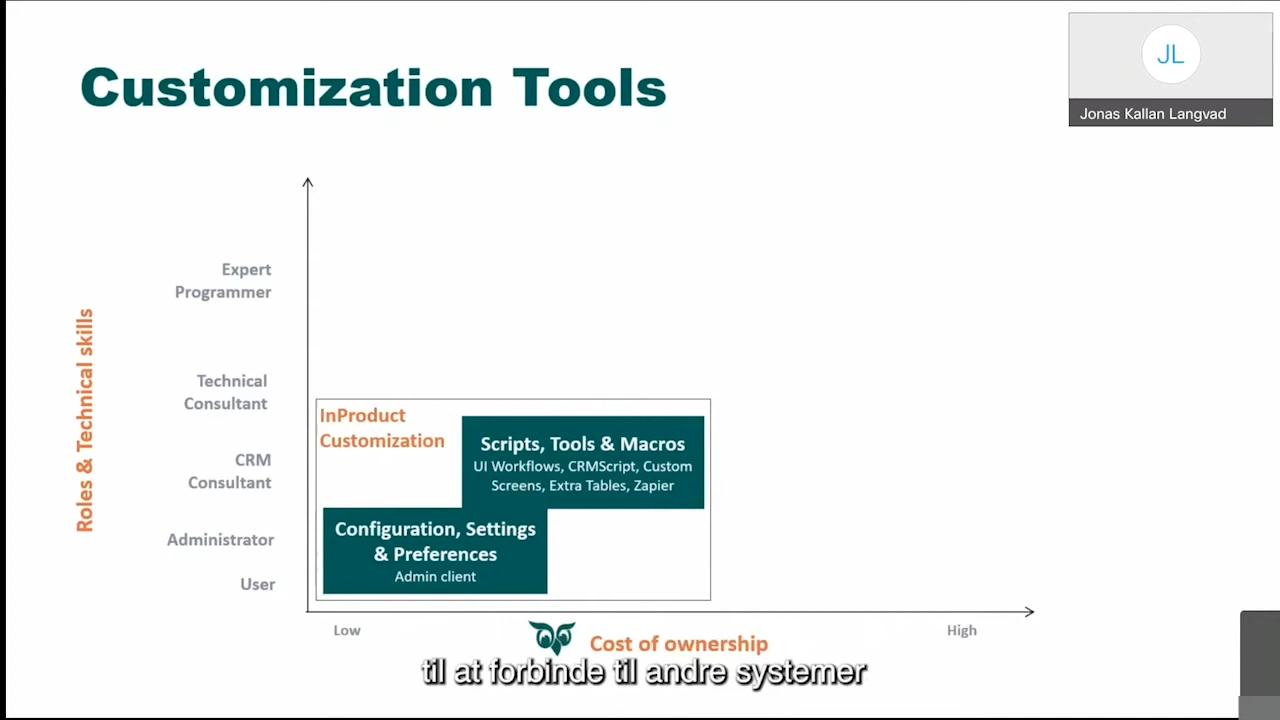 Customization Tools
JL
Jonas Kallan Langvad
Expert
Programmer
Technical
Consultant
CRM
Consultant
Administrator
User
Roles & Technical skills
InProduct
Customization
Scripts, Tools & Macros
UI Workflows, CRMScript, Custom
Screens, Extra Tables, Zapier
Configuration, Settings
& Preferences
Admin client
Low
Cost of ownership
High
til at forbinde til andre systemer